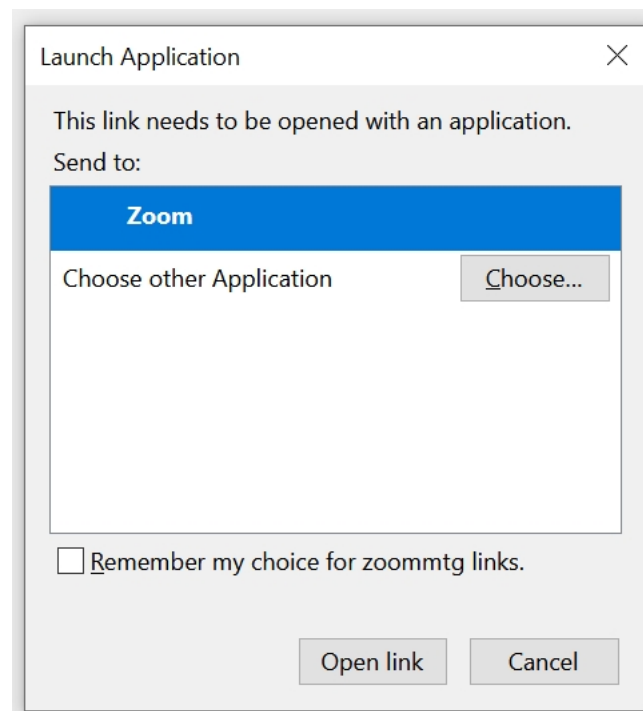 Launch Application
This link needs to be opened with an application.
Send to:
Zoom
Choose other Application Choose...
Remember my choice for zoommtg links.
Open link Cancel